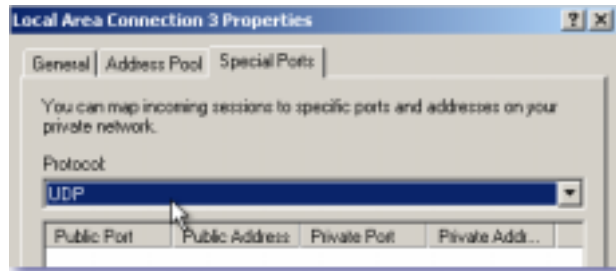 Local Area Connection 3 Properties
General Address Pool Special Ports
You can map incoming sessions to specific ports and addresses on your
private network.
Protocol:
UDP
Public Port Public Address Private Port Private Addr...